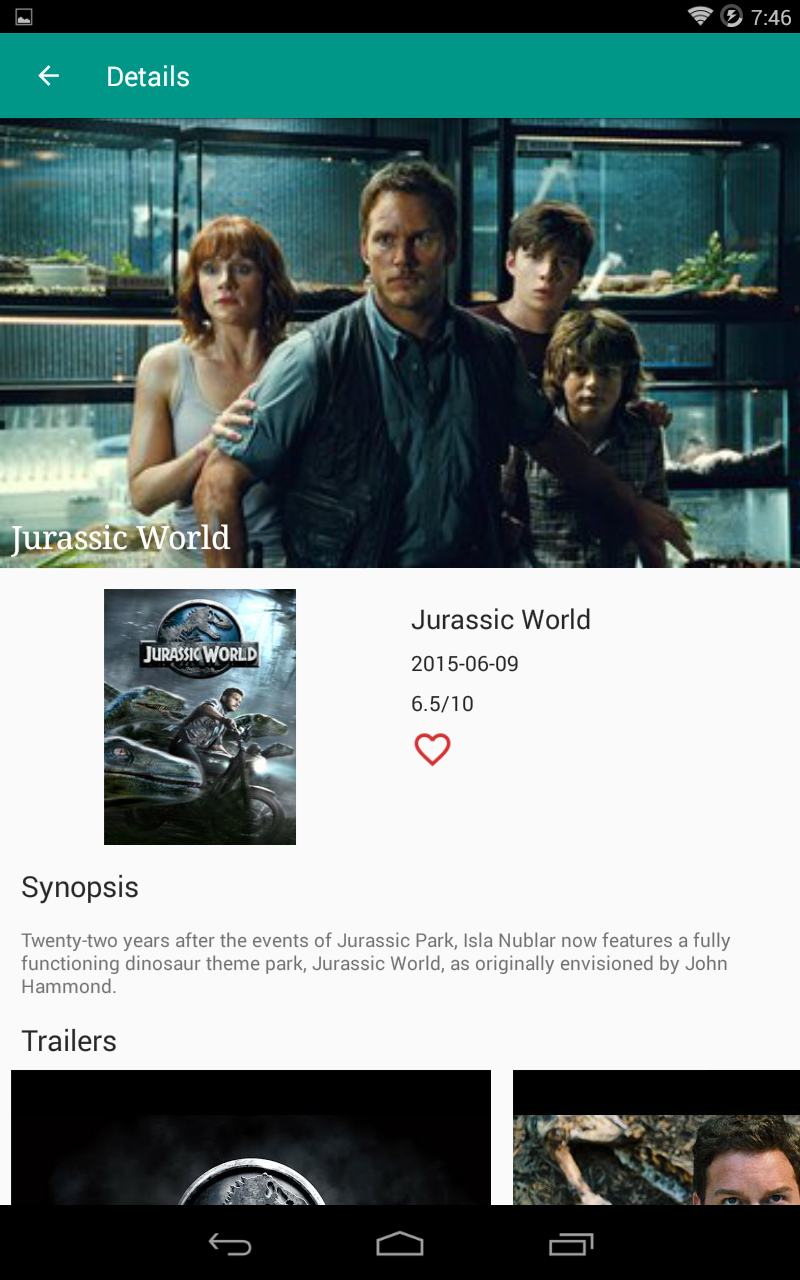 7:46
Details
Jurassic World
JURASSIC WORLD
Jurassic World
2015-06-09
6.5/10
Synopsis
Twenty-two years after the events of Jurassic Park, Isla Nublar now features a fully
functioning dinosaur theme park, Jurassic World, as originally envisioned by John
Hammond.
Trailers